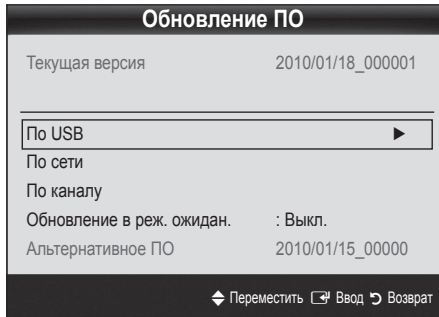 Обновление ПО
Текущая версия 2010/01/18_000001
По USB
По сети
По каналу
Обновление в реж. ожидан. : Выкл.
Альтернативное ПО 2010/01/15_00000
Переместить Ввод Возврат